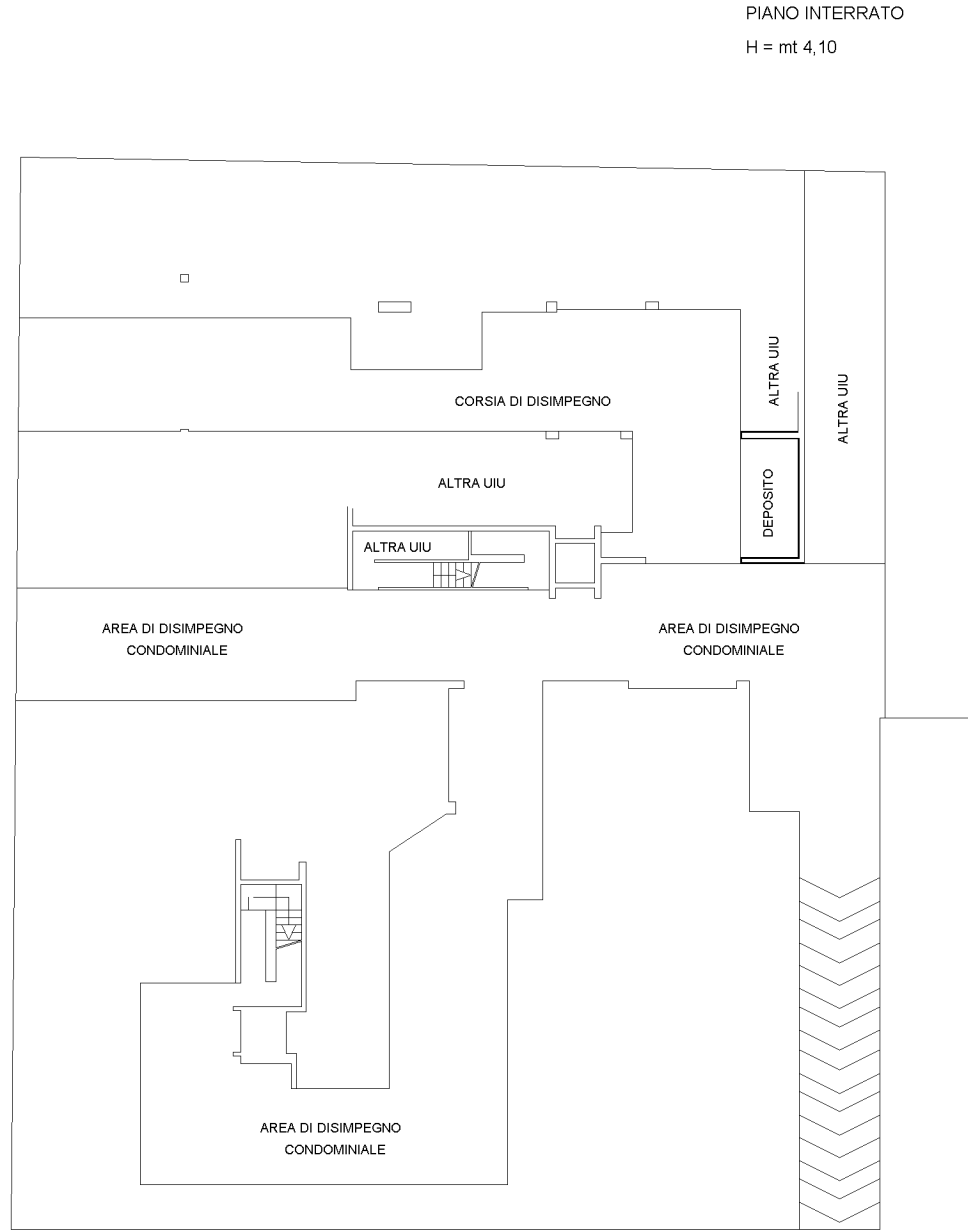 PIANO INTERRATO
H = mt 4,10
ALTRA UIU
ALTRA UIU
CORSIA DI DISIMPEGNO
ALTRA UIU
DEPOSITO
ALTRA UIU
AREA DI DISIMPEGNO
CONDOMINIALE
AREA DI DISIMPEGNO
CONDOMINIALE
AREA DI DISIMPEGNO
CONDOMINIALE